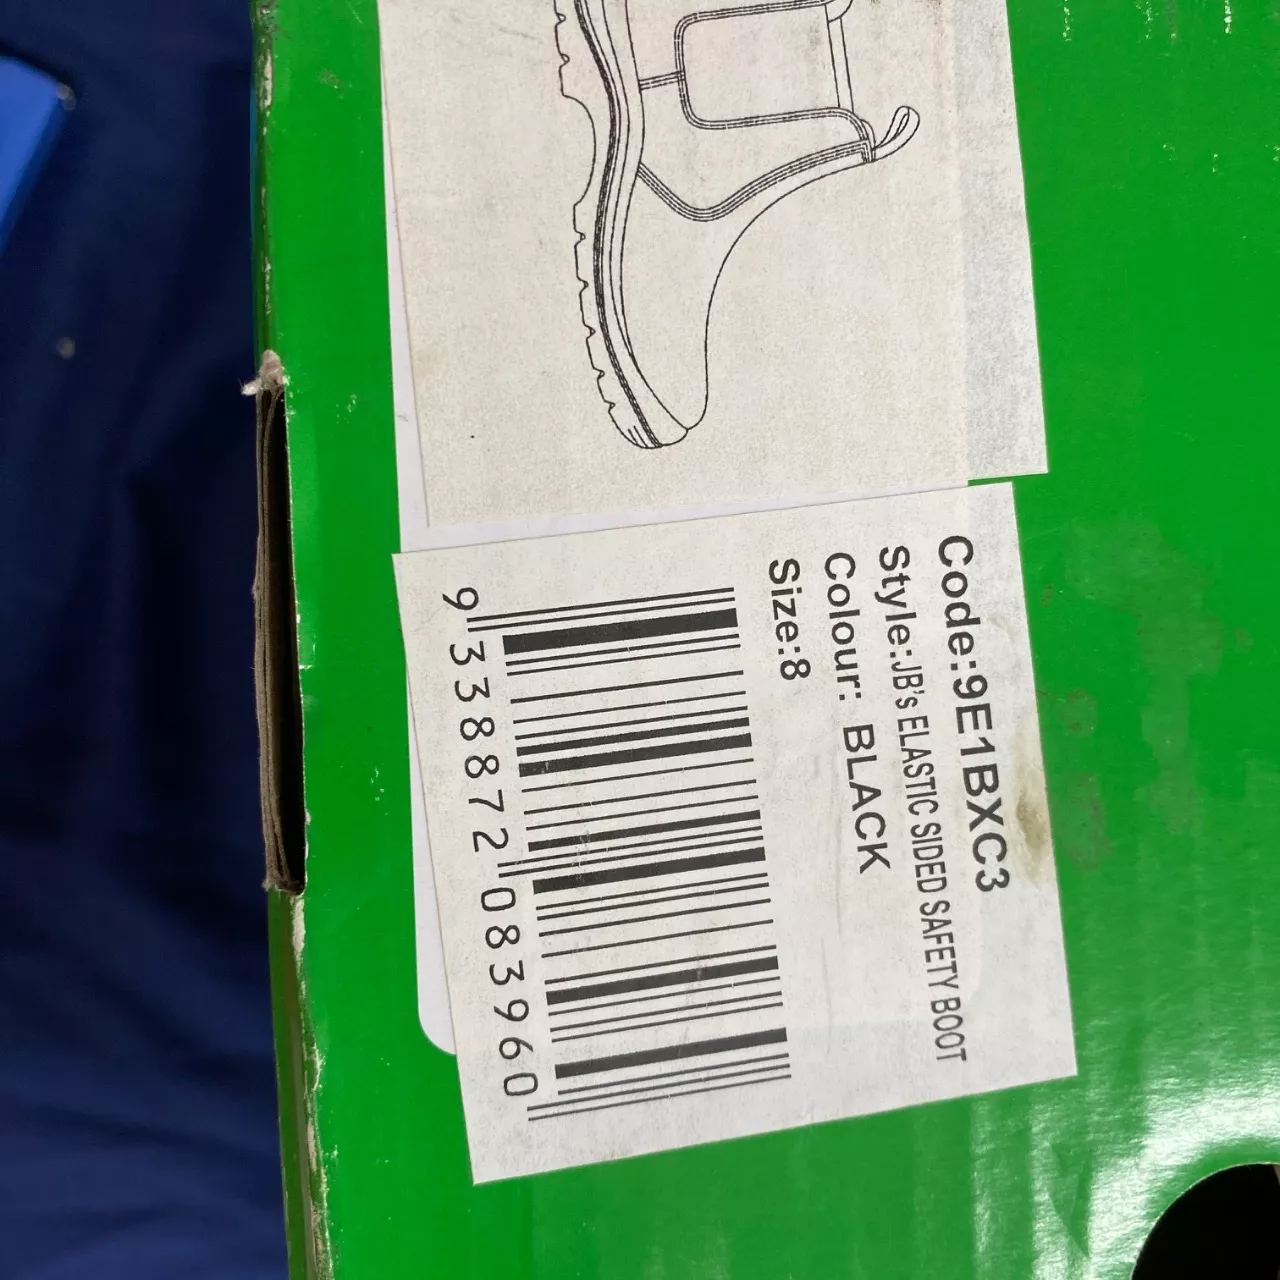 Code:9E1BXC3
Style:JB's ELASTIC SIDED SAFETY BOOT
Colour: BLACK
Size:8
9 338872 083960